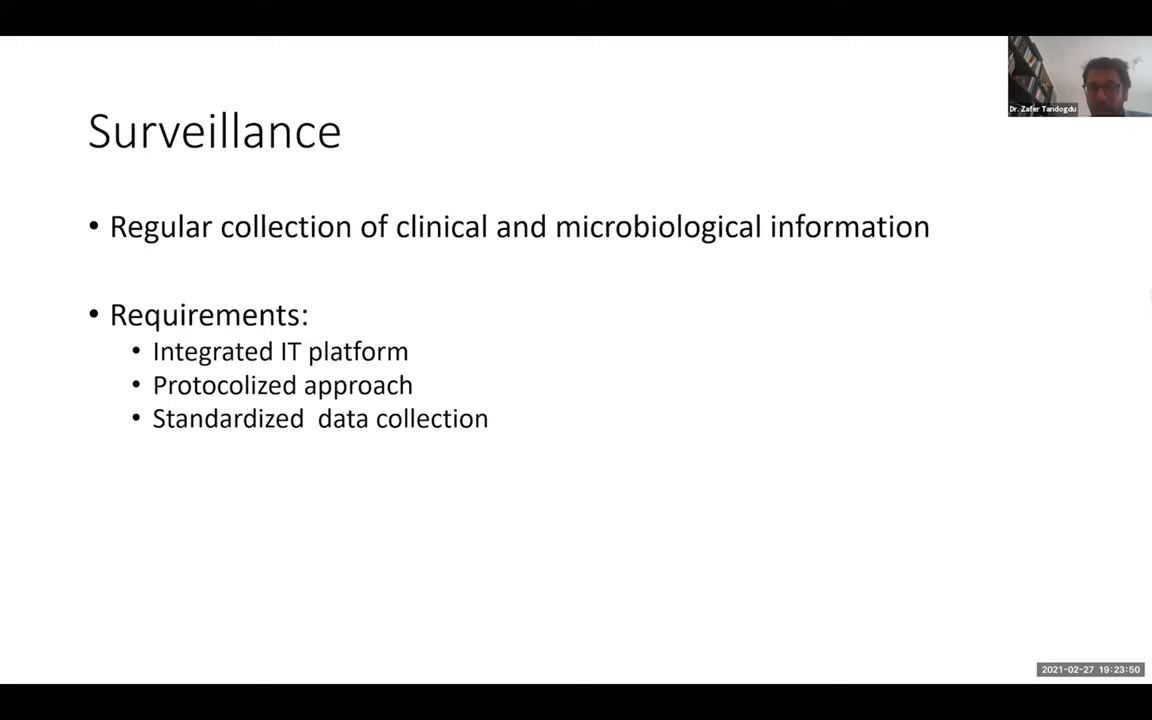 Dr. Zafer Tandogdu
Surveillance
• Regular collection of clinical and microbiological information
• Requirements:
• Integrated IT platform
• Protocolized approach
• Standardized  data collection
2021-02-27 19:23:50